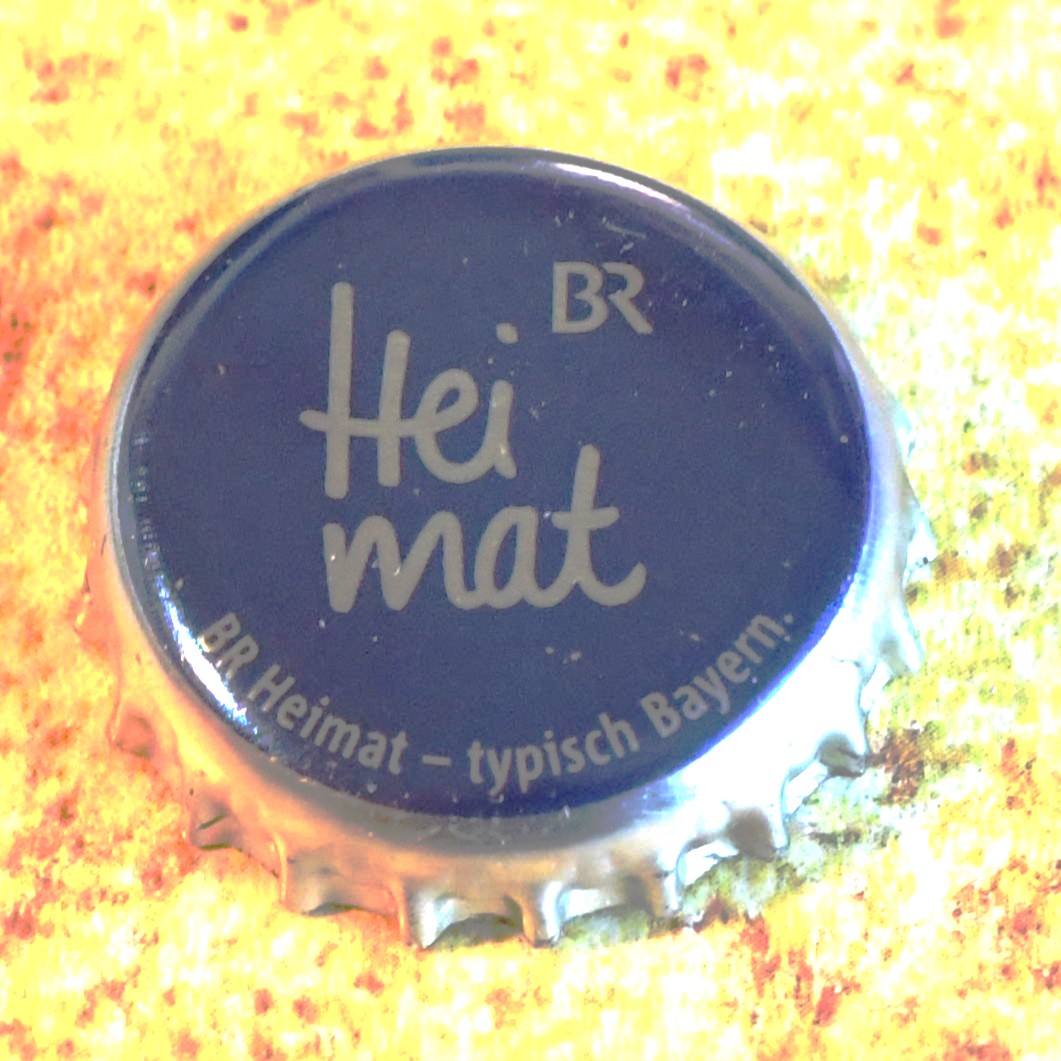 BR
Hei
mat
BR Heimat – typisch Bayern.